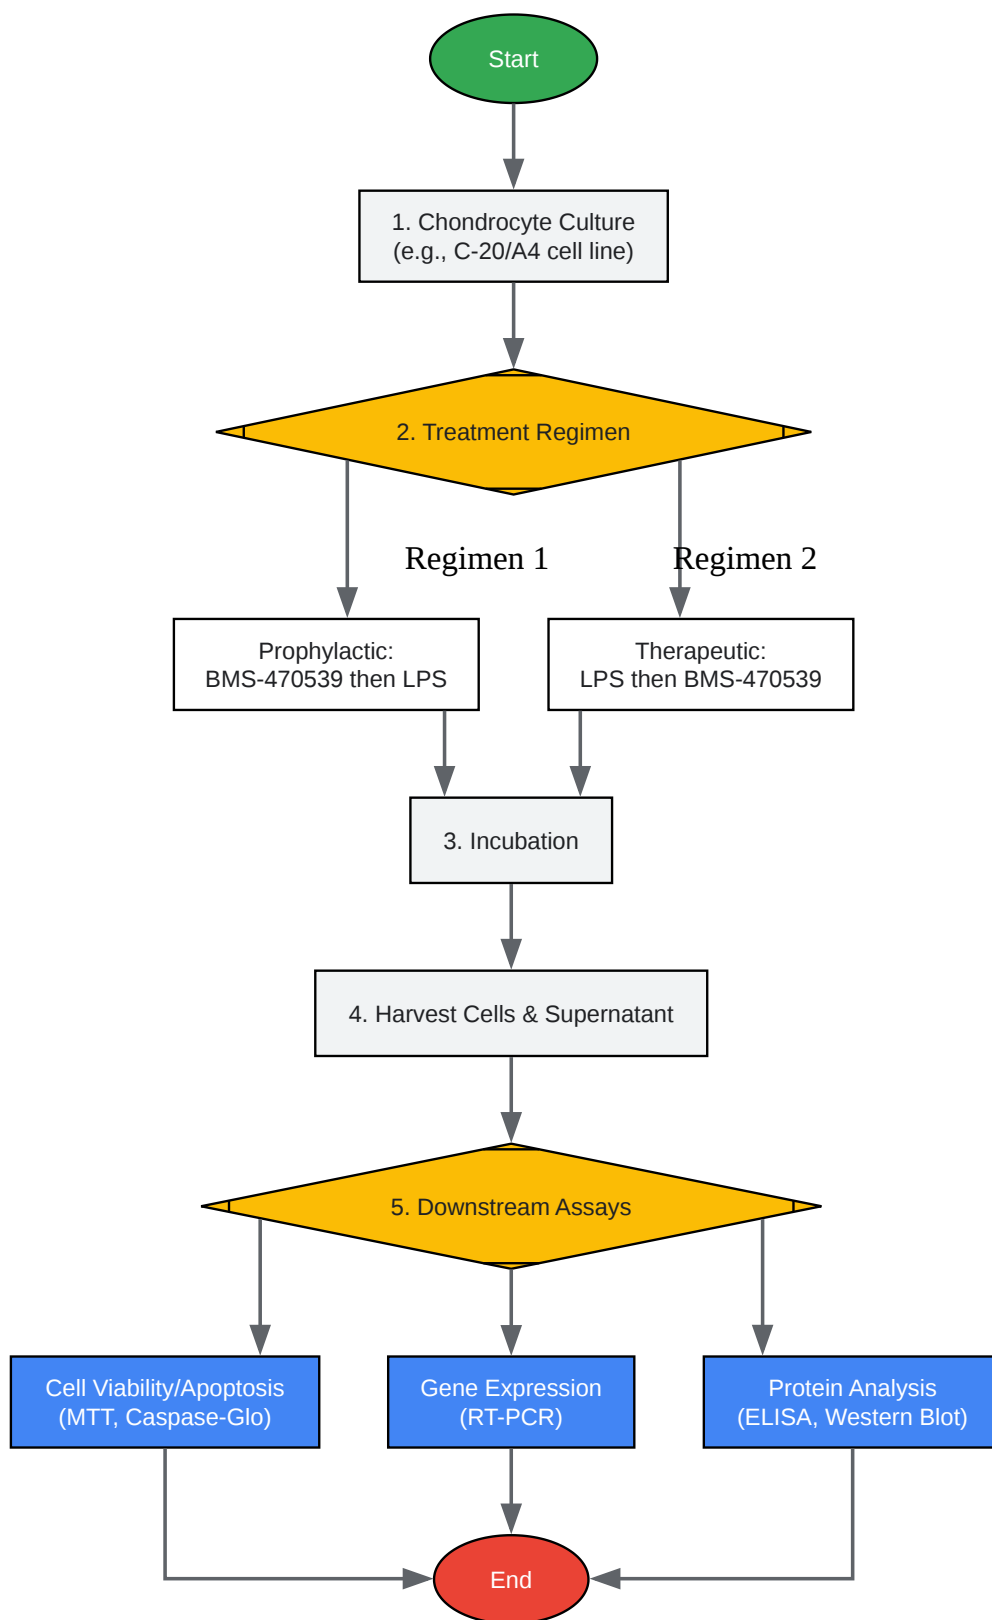 Start
1. Chondrocyte Culture
(e.g., C-20/A4 cell line)
2. Treatment Regimen
Regimen 1
Regimen 2
Prophylactic:
BMS-470539 then LPS
Therapeutic:
LPS then BMS-470539
3. Incubation
4. Harvest Cells & Supernatant
5. Downstream Assays
Cell Viability/Apoptosis
(MTT, Caspase-Glo)
Gene Expression
(RT-PCR)
Protein Analysis
(ELISA, Western Blot)
End